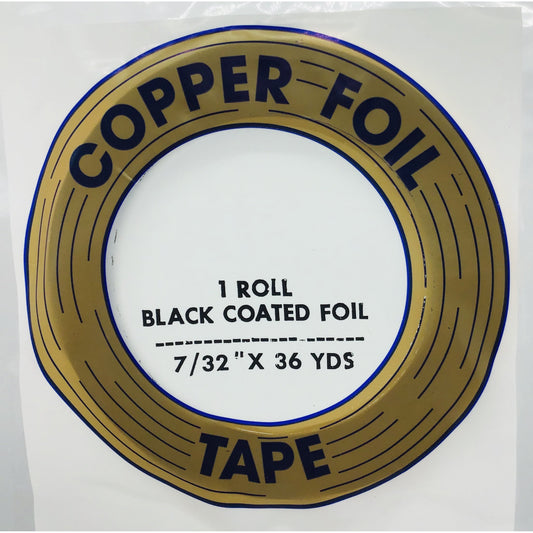 COPPER FOIL
1 ROLL
BLACK COATED FOIL
7/32" X 36 YDS
TAPE